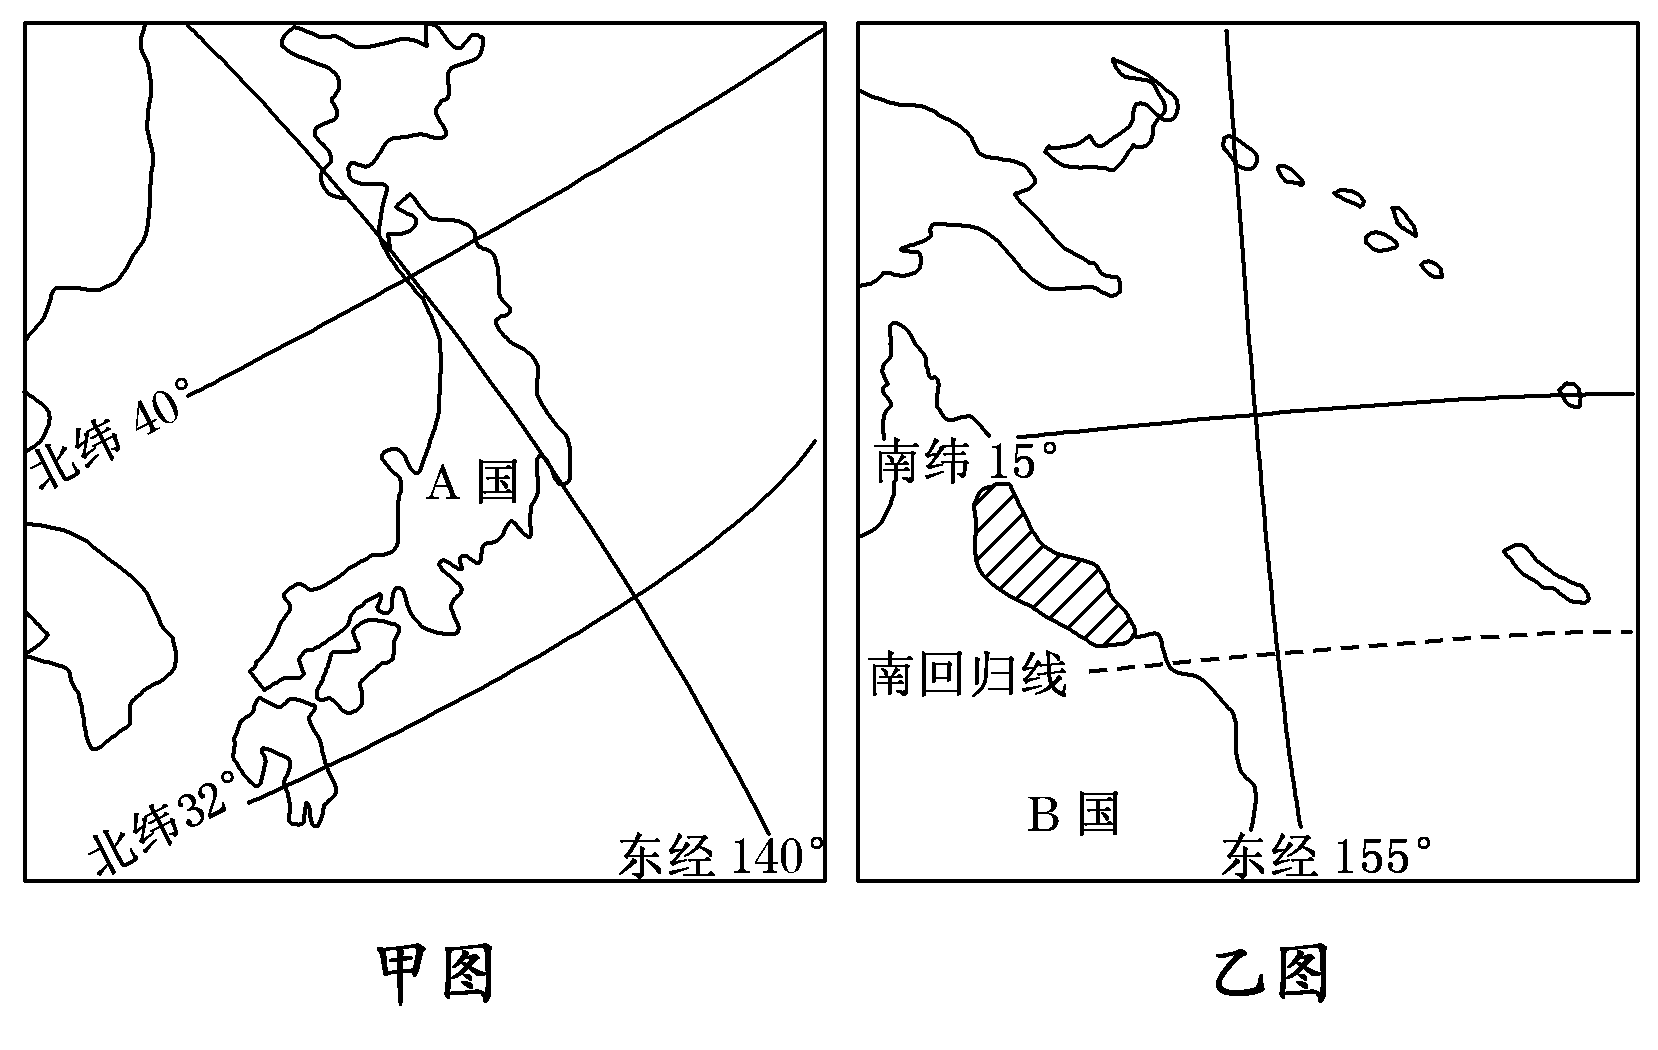 北纬 40°
A 国
北纬32°
东经 140°
南纬 15°
南回归线
B 国
东经 155°
甲图
乙图